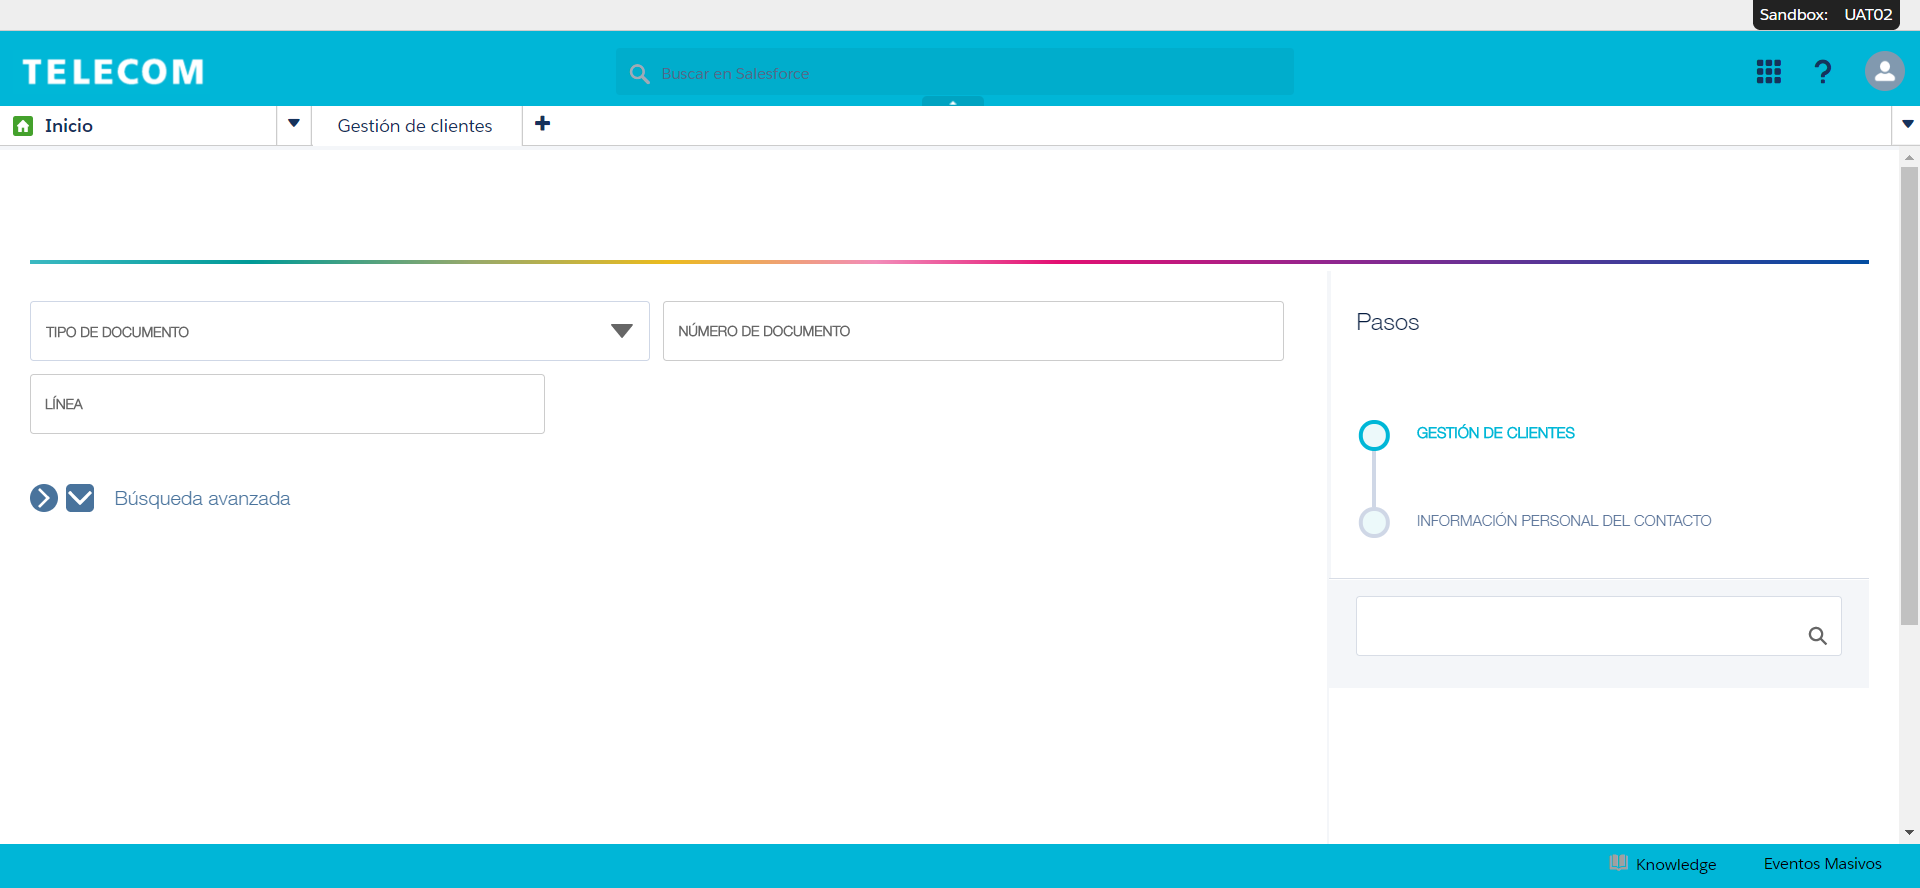 Sandbox: UAT02
TELECOM
Buscar en Salesforce
Inicio
Gestión de clientes
TIPO DE DOCUMENTO
NÚMERO DE DOCUMENTO
LÍNEA
Búsqueda avanzada
Pasos
GESTIÓN DE CLIENTES
INFORMACIÓN PERSONAL DEL CONTACTO
Knowledge
Eventos Masivos